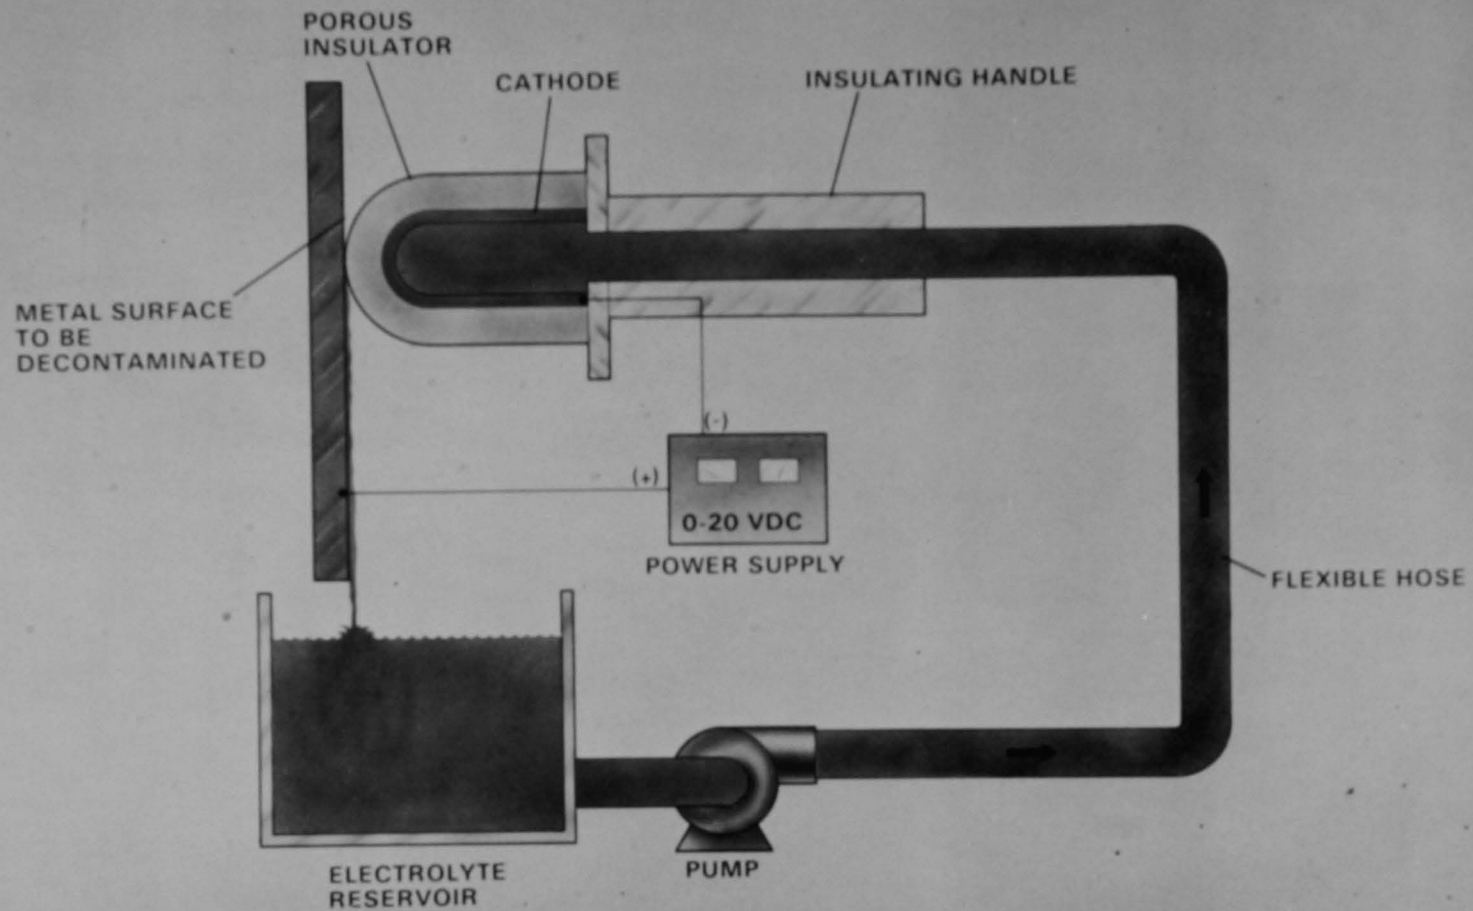 POROUS
INSULATOR
CATHODE
INSULATING HANDLE
METAL SURFACE
TO BE
DECONTAMINATED
(-)
(+)
0-20 VDC
POWER SUPPLY
FLEXIBLE HOSE
PUMP
ELECTROLYTE
RESERVOIR